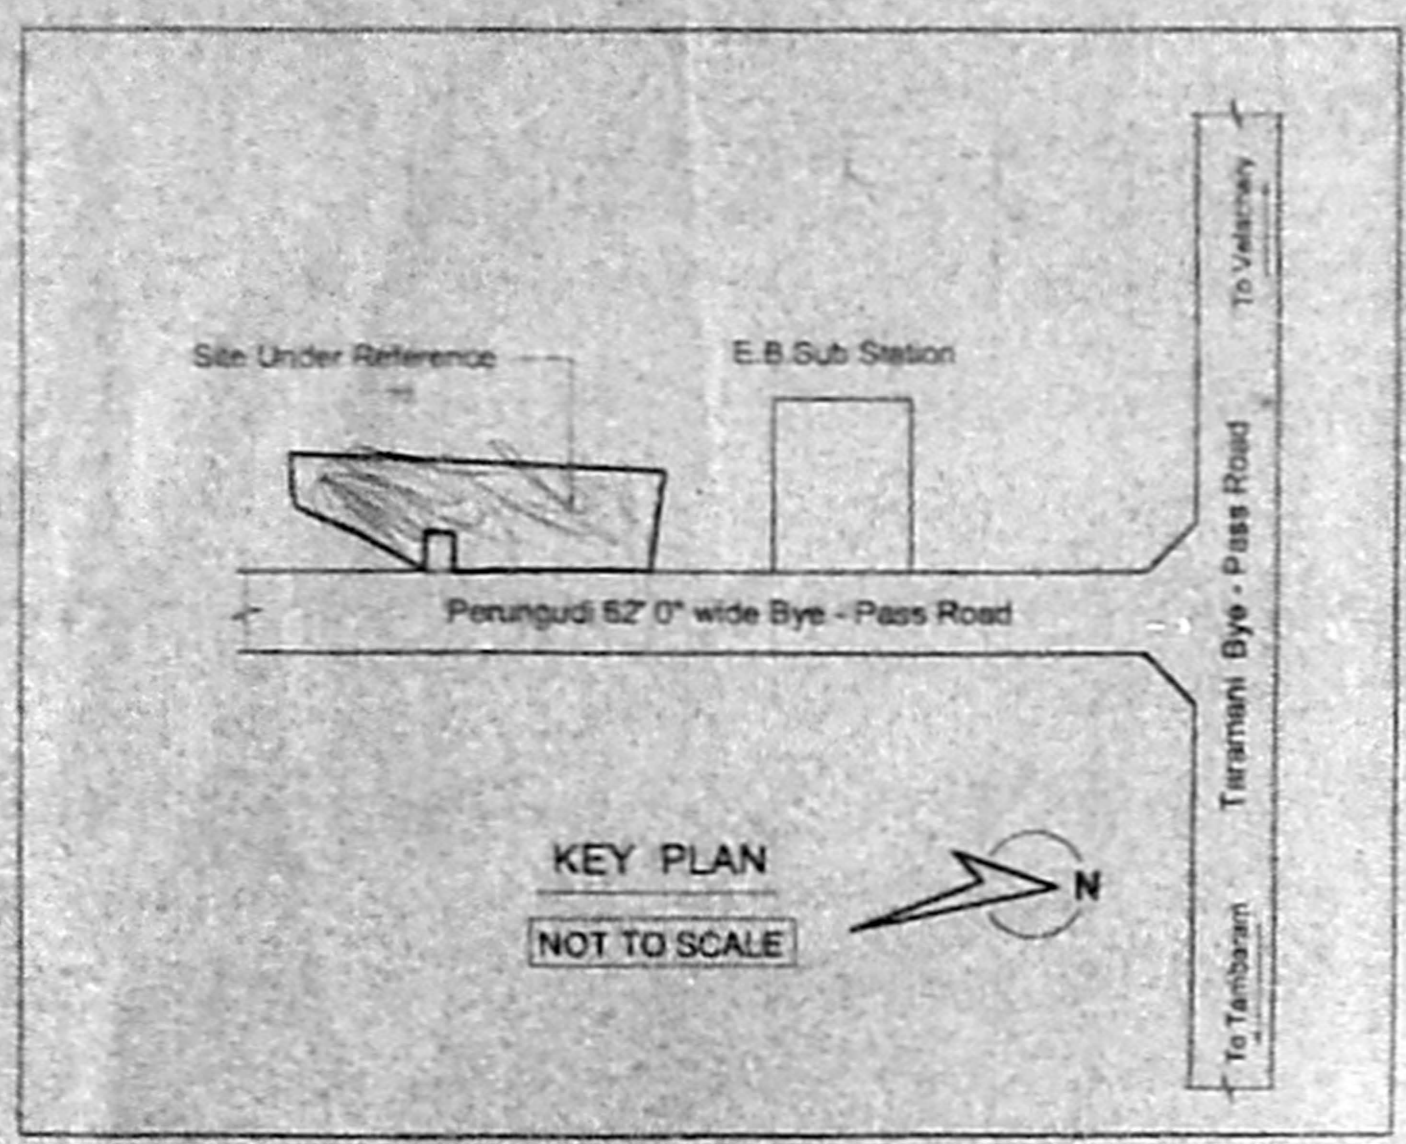 To Velachery
Site Under Reference
E.B.Sub Station
Taramani Bye - Pass Road
Perungudi 62' 0" wide Bye - Pass Road
KEY PLAN
N
NOT TO SCALE
To Tambaram